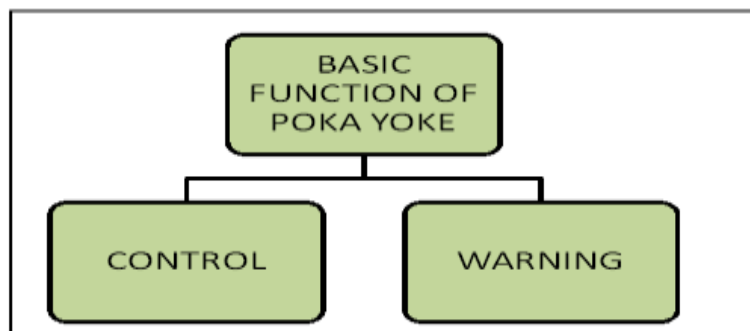 BASIC
FUNCTION OF
POKA YOKE
CONTROL
WARNING